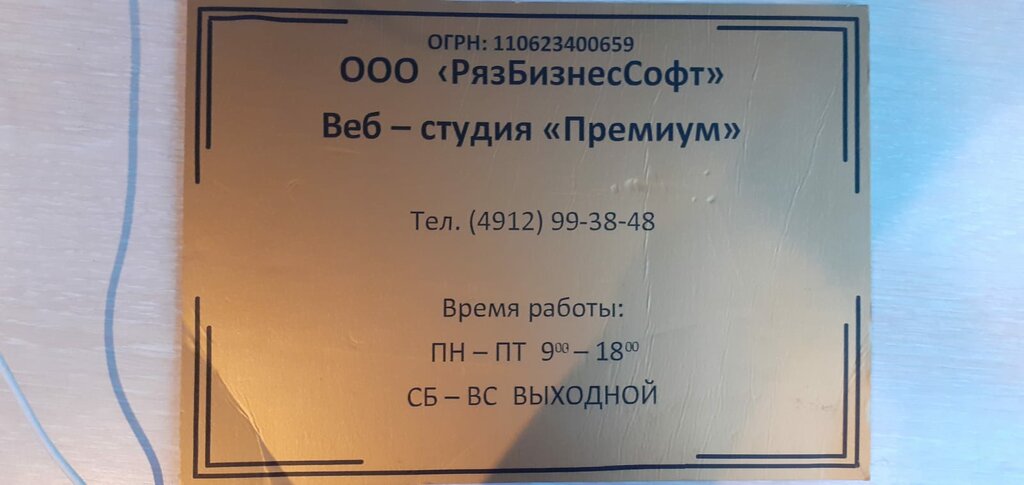 ОГРН: 110623400659
ООО ‹РязБизнесСофт»
Веб – студия «Премиум»
Тел. (4912) 99-38-48
Время работы:
ПН – ПТ 9⁰⁰ – 18⁰⁰
СБ – ВС ВЫХОДНОЙ